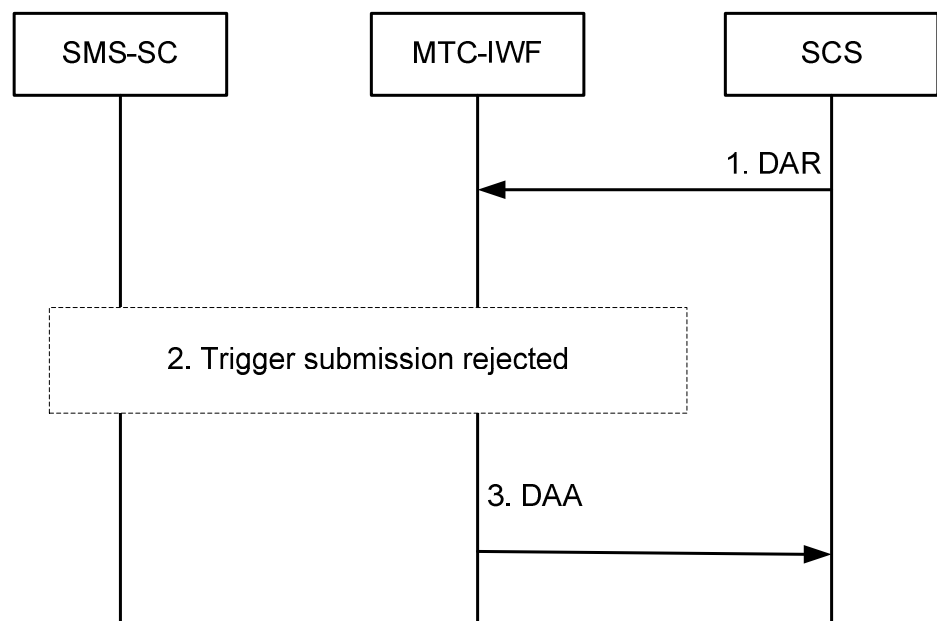 SMS-SC
MTC-IWF
SCS
1. DAR
2. Trigger submission rejected
3. DAA